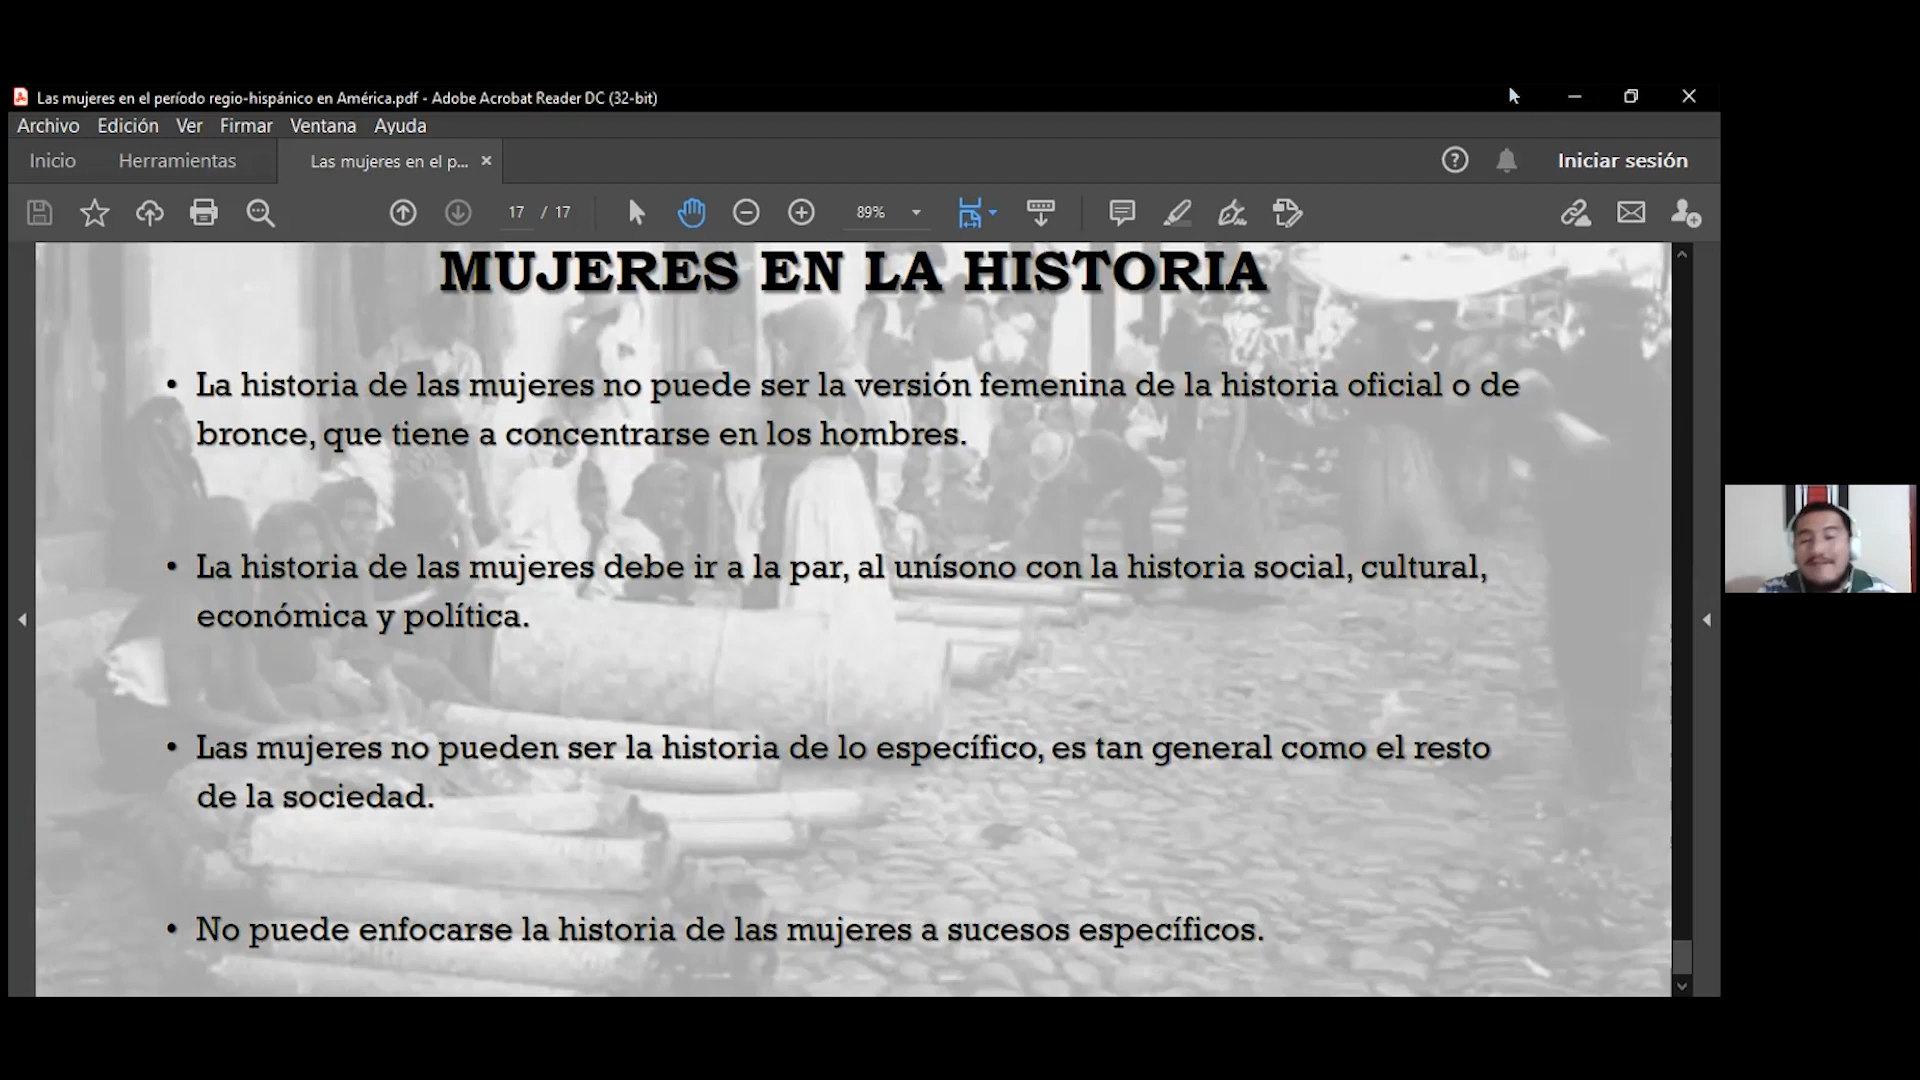 Las mujeres en el período regio-hispánico en América.pdf - Adobe Acrobat Reader DC (32-bit)
Archivo Edición Ver Firmar Ventana Ayuda
Inicio Herramientas Las mujeres en el p... Iniciar sesión
17 / 17 89%
MUJERES EN LA HISTORIA
• La historia de las mujeres no puede ser la versión femenina de la historia oficial o de
bronce, que tiene a concentrarse en los hombres.
• La historia de las mujeres debe ir a la par, al unísono con la historia social, cultural,
económica y política.
• Las mujeres no pueden ser la historia de lo específico, es tan general como el resto
de la sociedad.
• No puede enfocarse la historia de las mujeres a sucesos específicos.